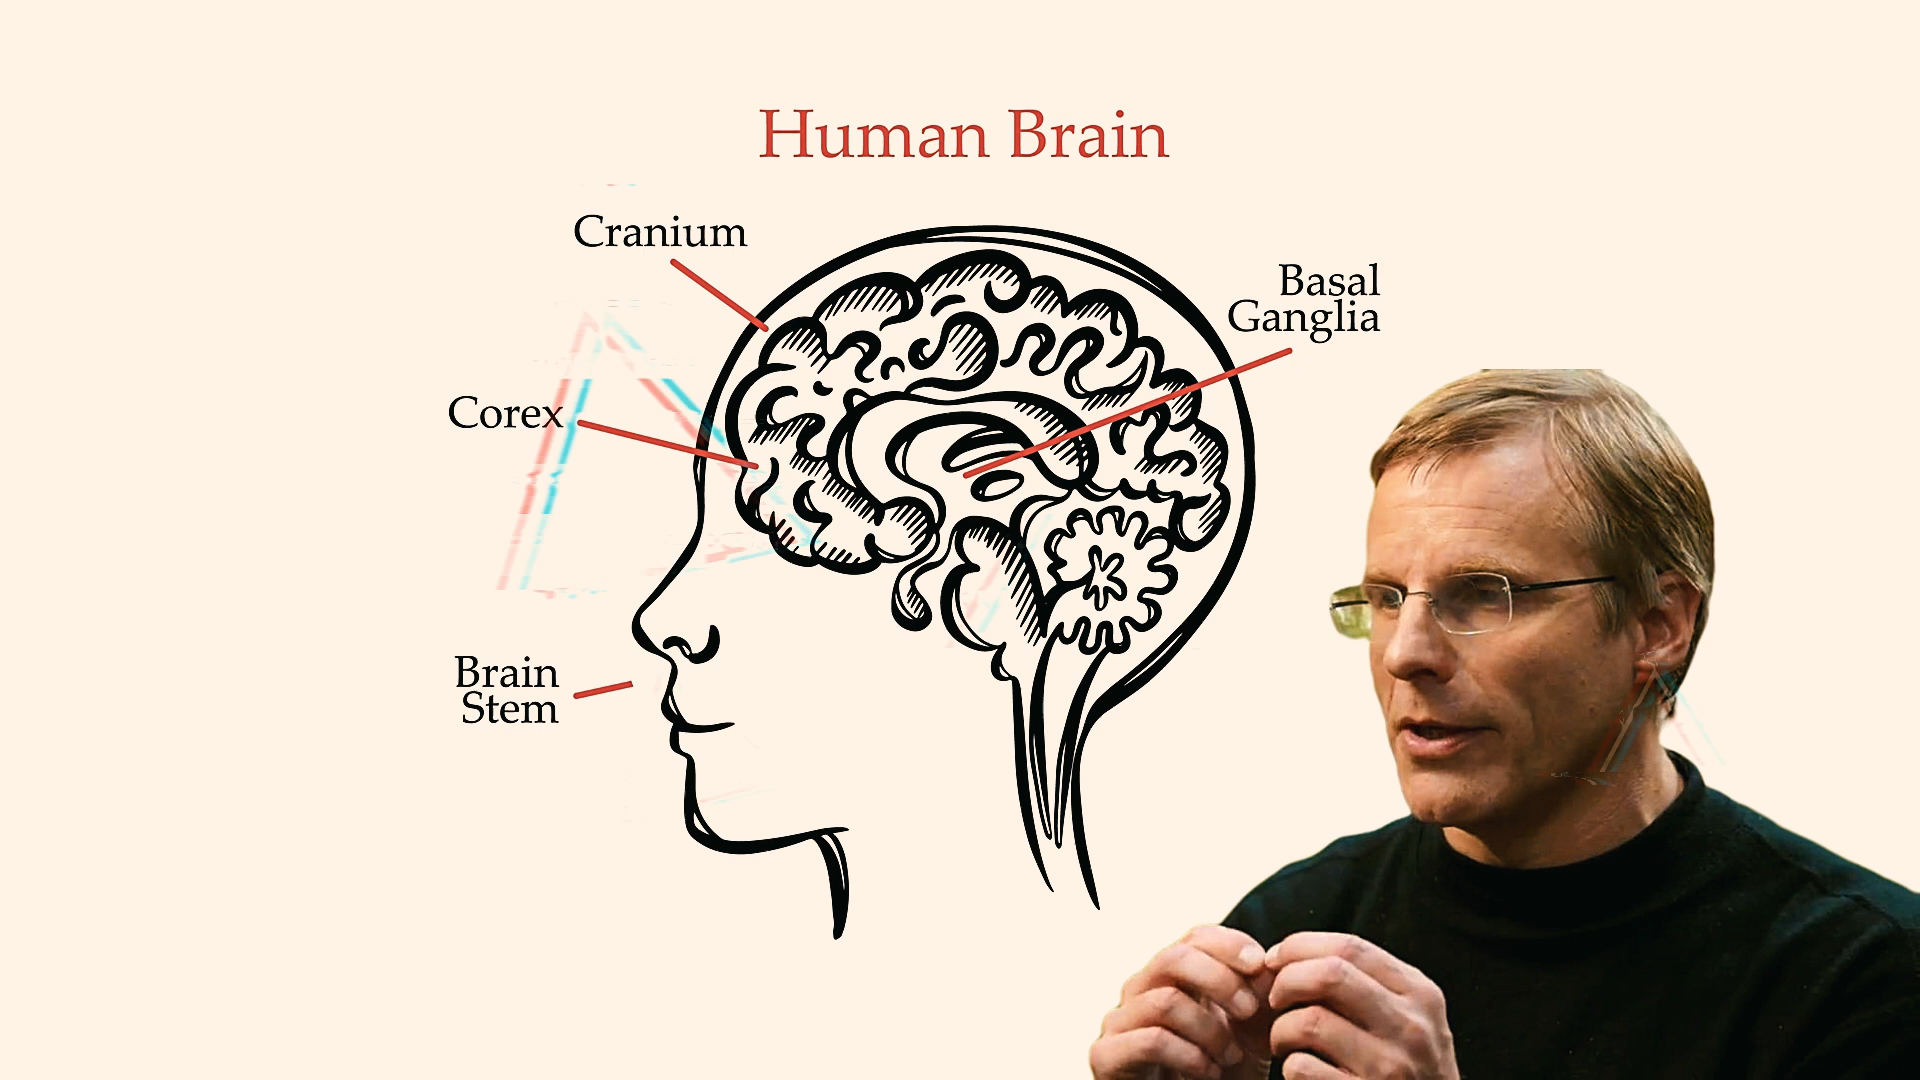 Human Brain
Cranium
Basal
Ganglia
Corex
Brain
Stem